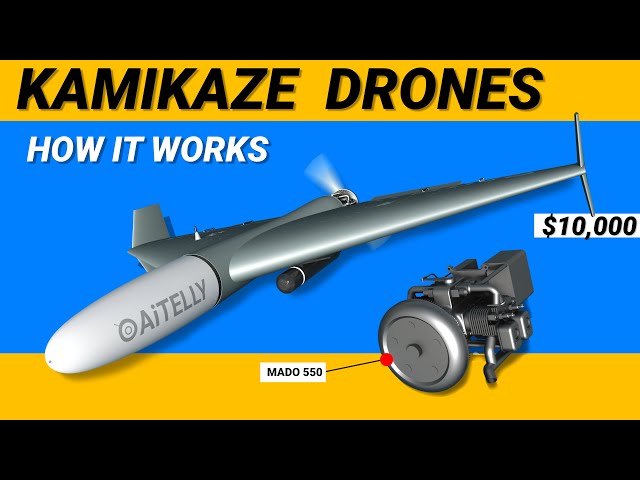 KAMIKAZE DRONES
HOW IT WORKS
$10,000
AiTELLY
MADO 550